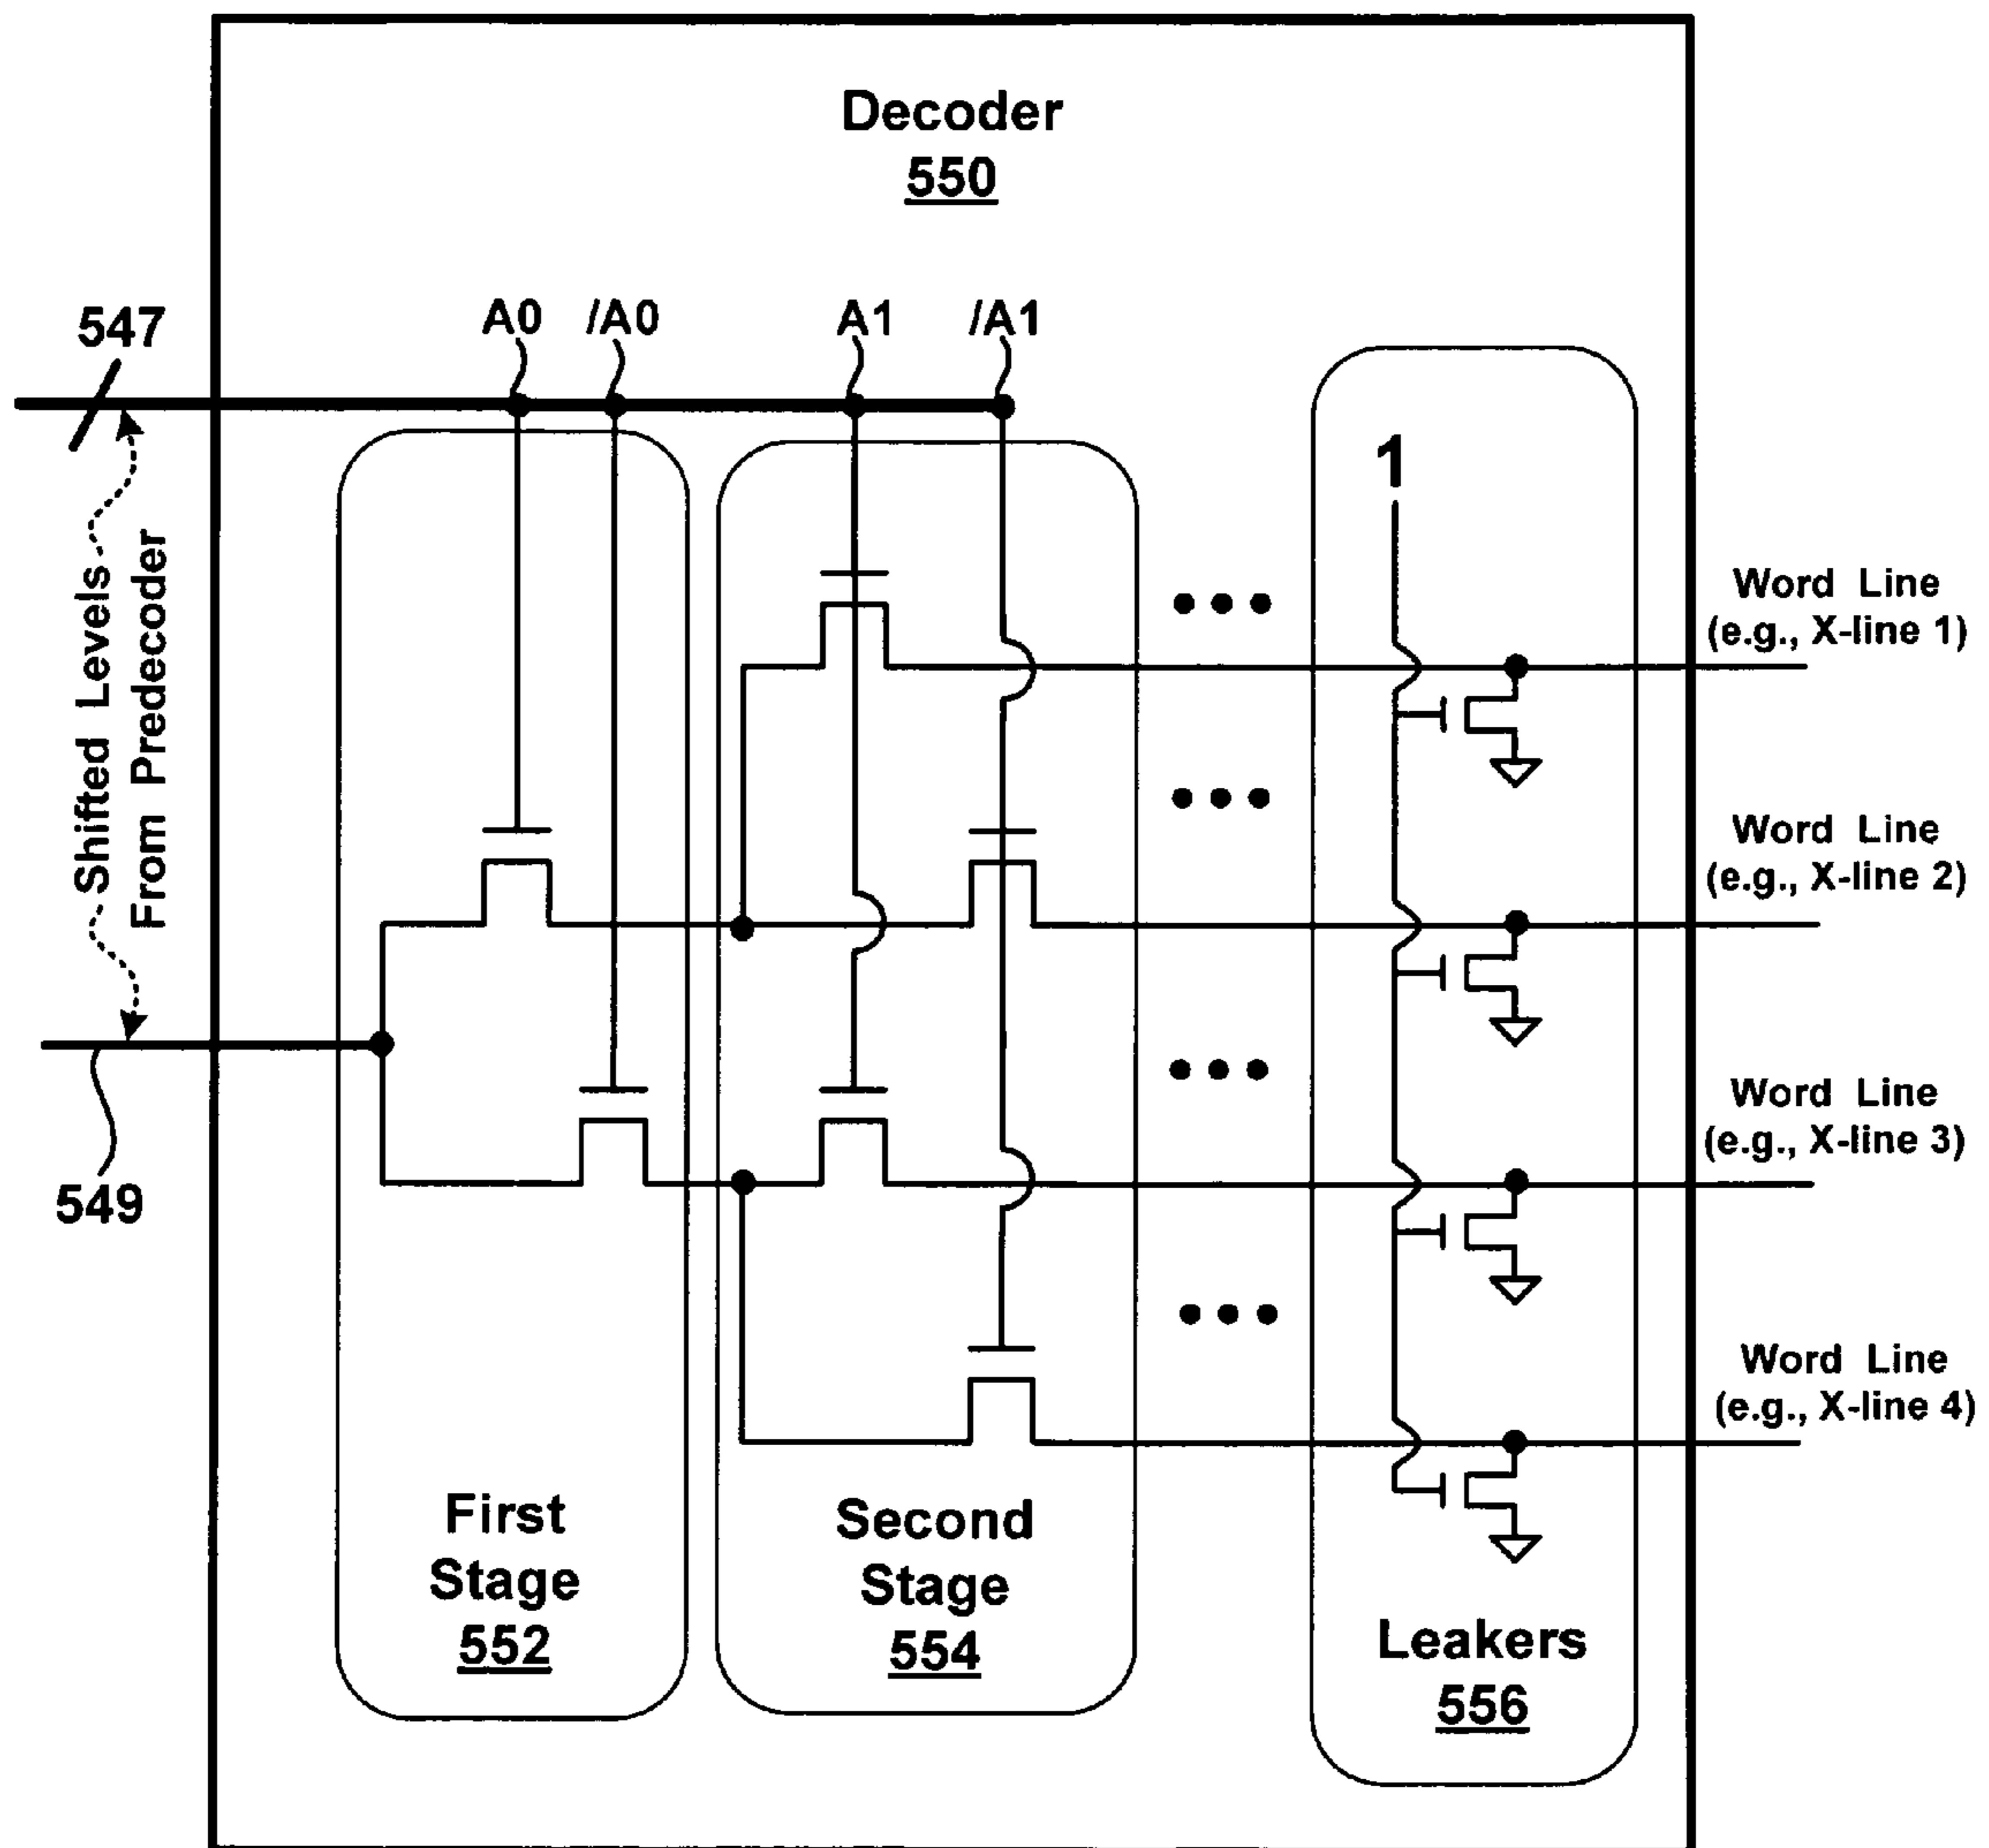 Decoder
550
547
A0
/A0
A1
/A1
Shifted Levels
From Predecoder
549
1
Word Line
(e.g., X-line 1)
Word Line
(e.g., X-line 2)
Word Line
(e.g., X-line 3)
Word Line
(e.g., X-line 4)
First
Stage
552
Second
Stage
554
Leakers
556